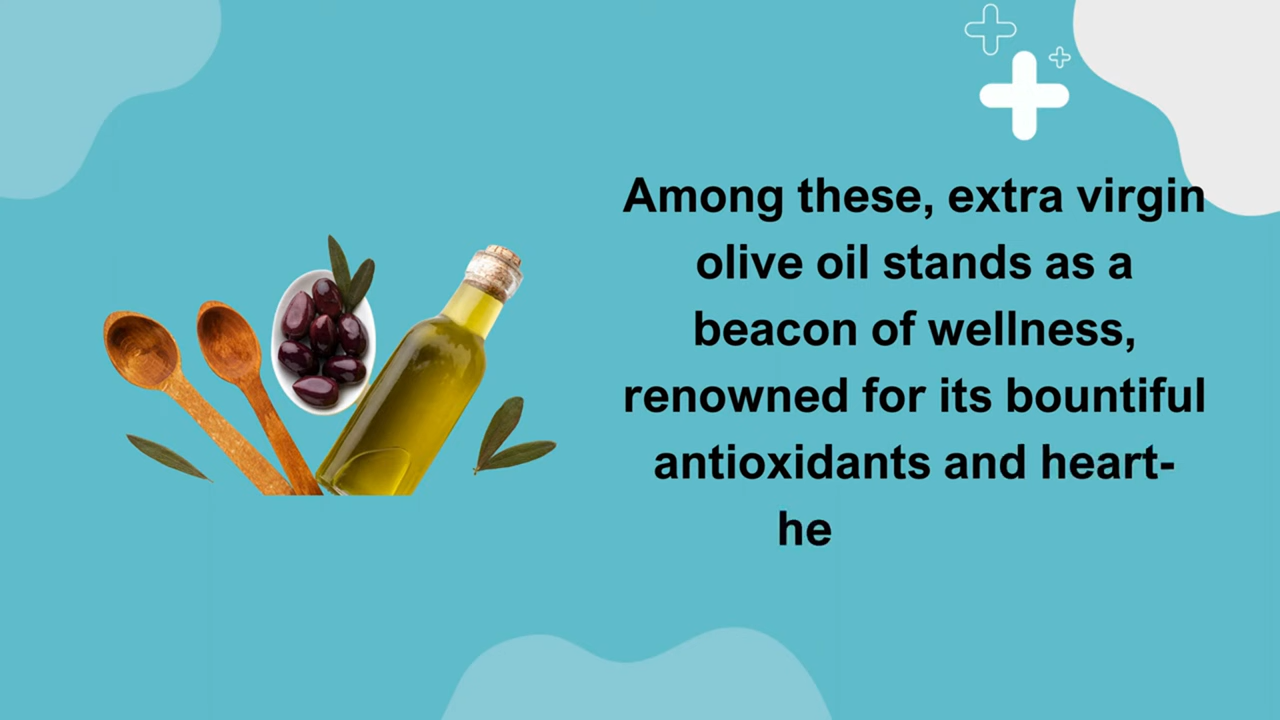 Among these, extra virgin
olive oil stands as a
beacon of wellness,
renowned for its bountiful
antioxidants and heart-
he